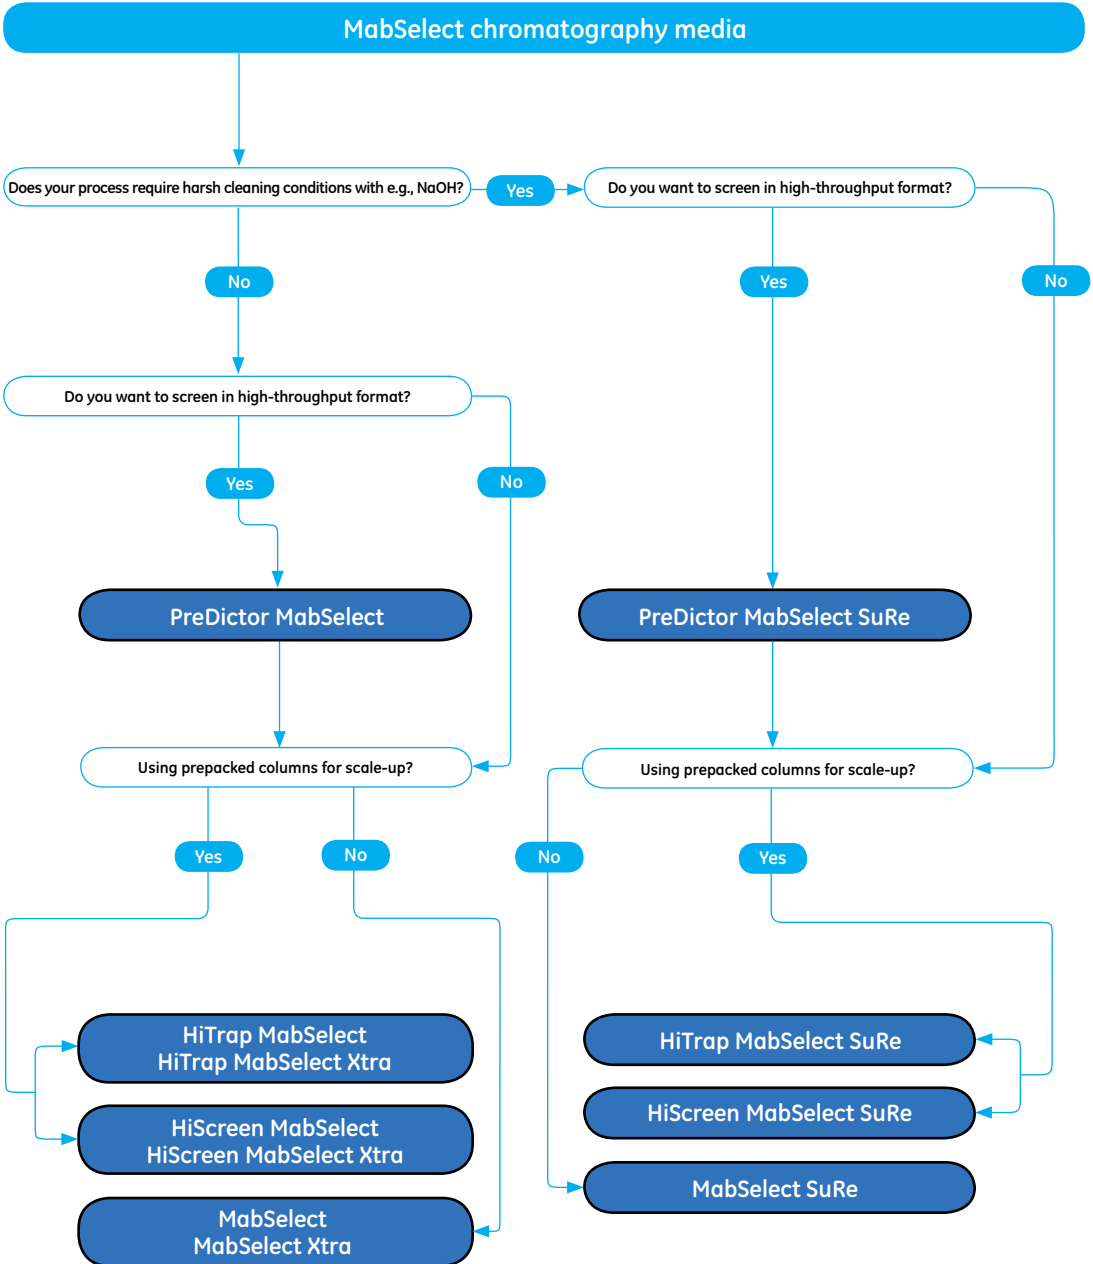 MabSelect chromatography media
Does your process require harsh cleaning conditions with e.g., NaOH?
Yes
Do you want to screen in high-throughput format?
No
Yes
No
Do you want to screen in high-throughput format?
Yes
No
PreDictor MabSelect
PreDictor MabSelect SuRe
Using prepacked columns for scale-up?
Using prepacked columns for scale-up?
Yes
No
No
Yes
HiTrap MabSelect
HiTrap MabSelect Xtra
HiScreen MabSelect
HiScreen MabSelect Xtra
MabSelect
MabSelect Xtra
HiTrap MabSelect SuRe
HiScreen MabSelect SuRe
MabSelect SuRe